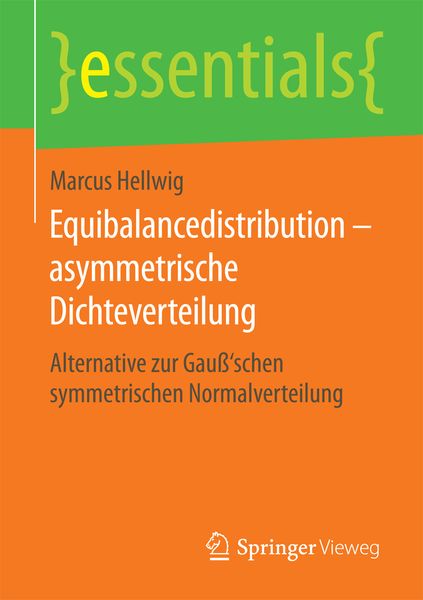 }essentials{
Marcus Hellwig
Equibalancedistribution –
asymmetrische
Dichteverteilung
Alternative zur Gauß‘schen
symmetrischen Normalverteilung
Springer Vieweg